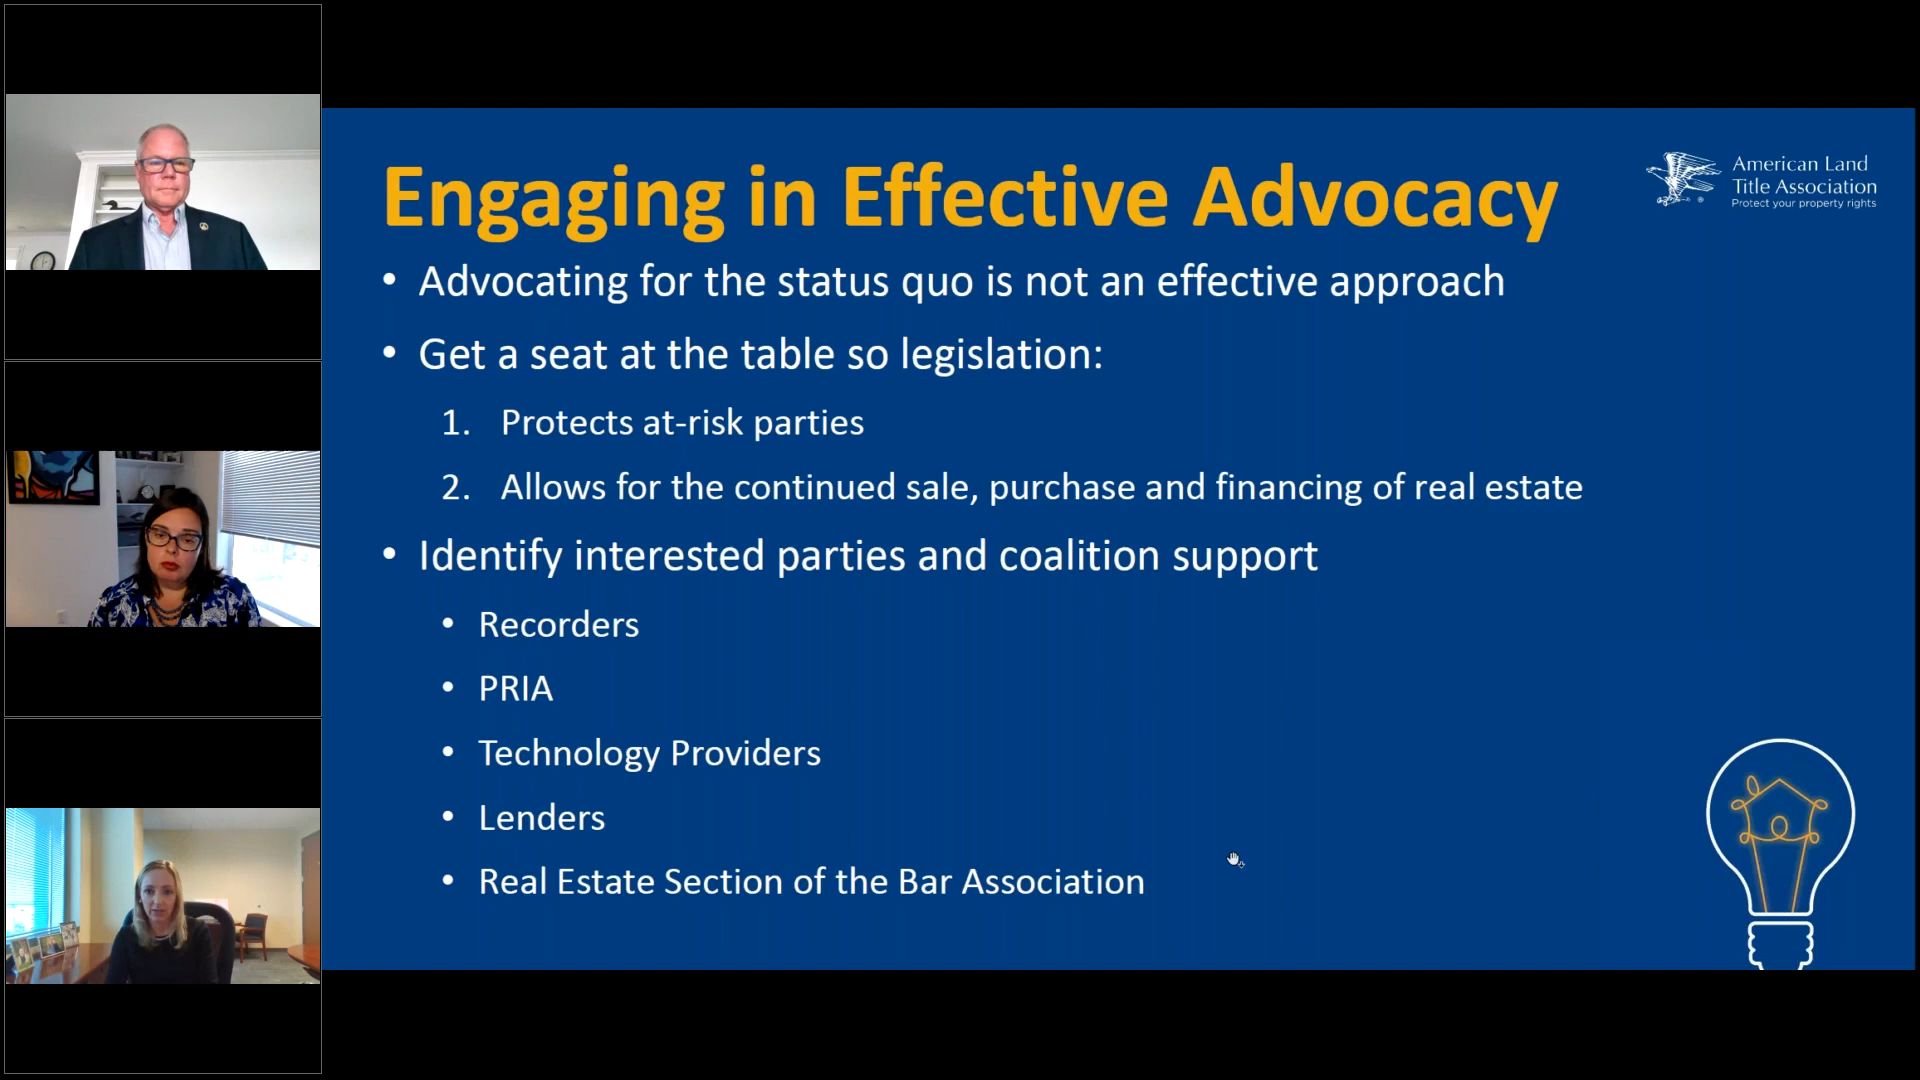 Engaging in Effective Advocacy
American Land
Title Association
Protect your property rights
®
• Advocating for the status quo is not an effective approach
• Get a seat at the table so legislation:
1. Protects at-risk parties
2. Allows for the continued sale, purchase and financing of real estate
• Identify interested parties and coalition support
• Recorders
• PRIA
• Technology Providers
• Lenders
• Real Estate Section of the Bar Association